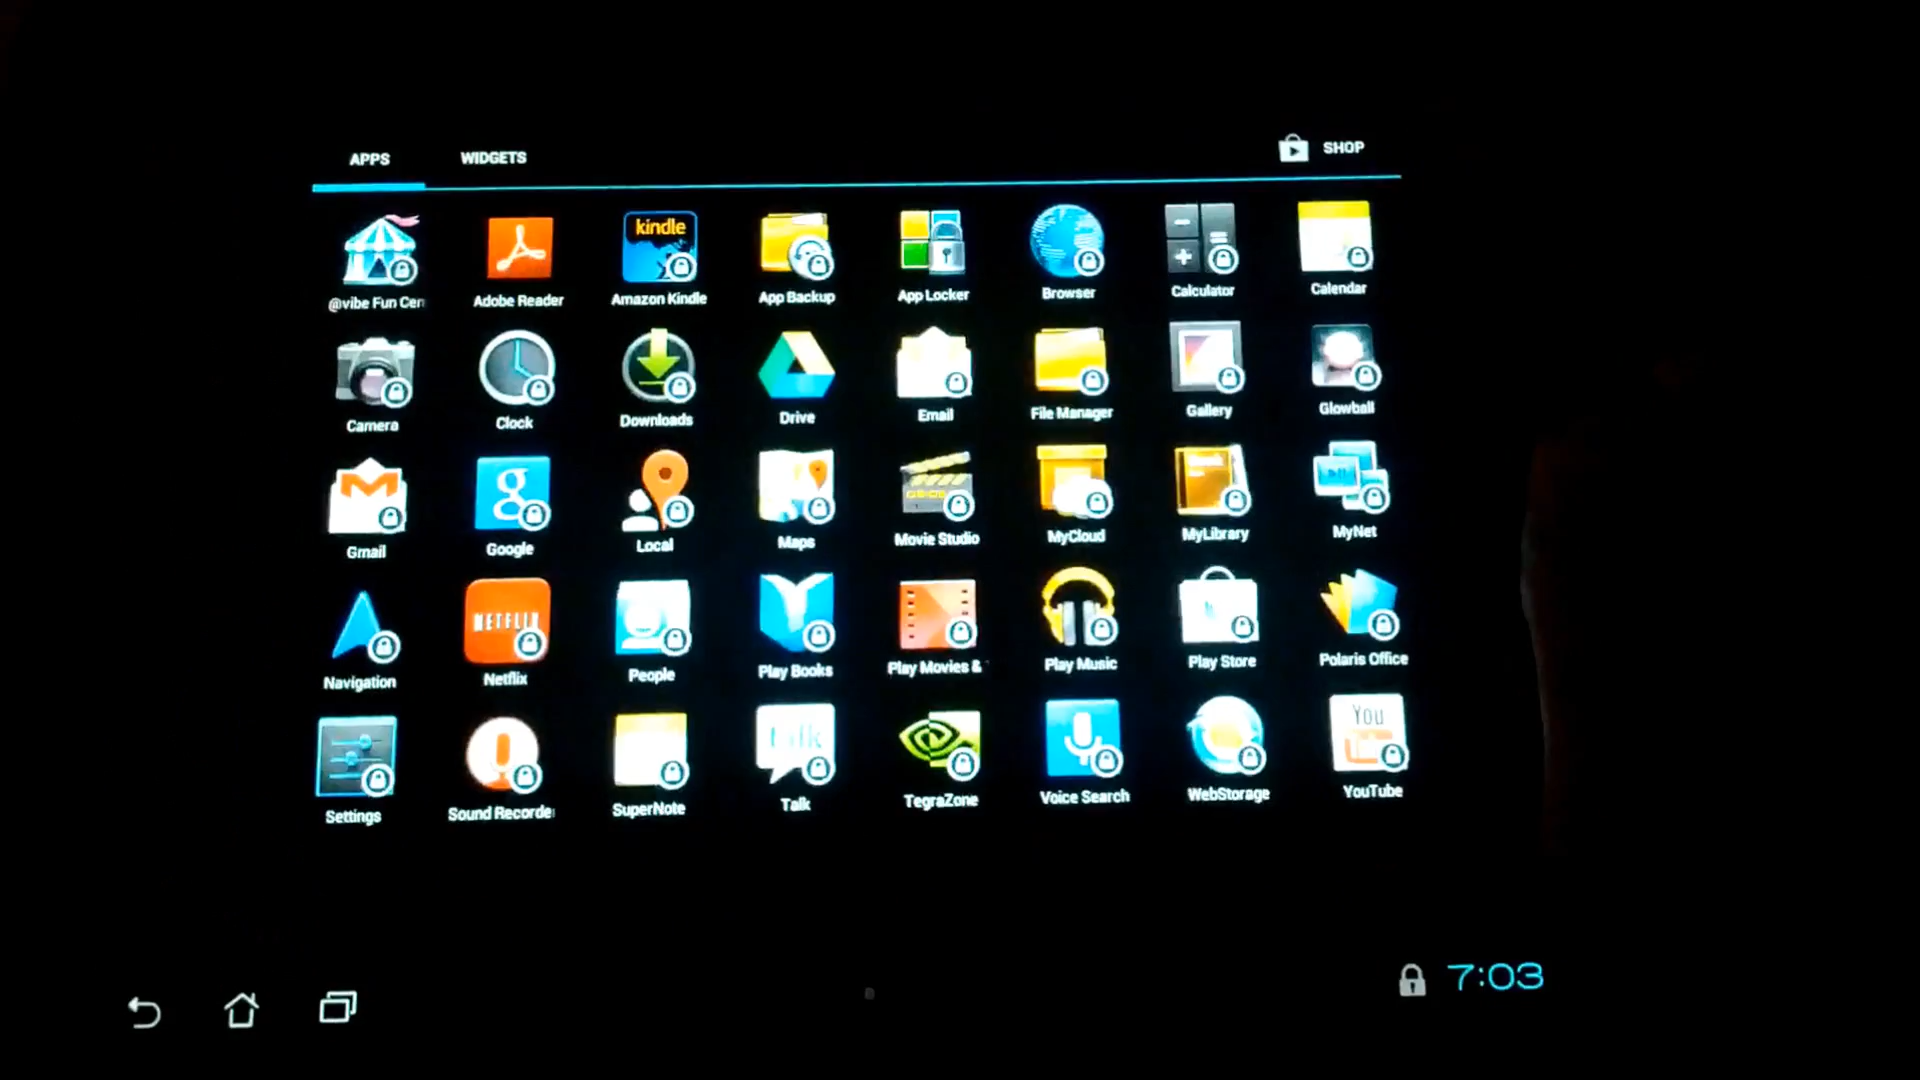 APPS WIDGETS SHOP
kindle
@vibe Fun Cen Adobe Reader Amazon Kindle App Backup App Locker Browser Calculator Calendar
Camera Clock Downloads Drive Email File Manager Gallery Glowball
g
Gmail Google Local Maps Movie Studio MyCloud MyLibrary MyNet
NETFLIX
Navigation Netflix People Play Books Play Movies & Play Music Play Store Polaris Office
talk You
Settings Sound Recorde SuperNote Talk TegraZone Voice Search WebStorage YouTube
7:03